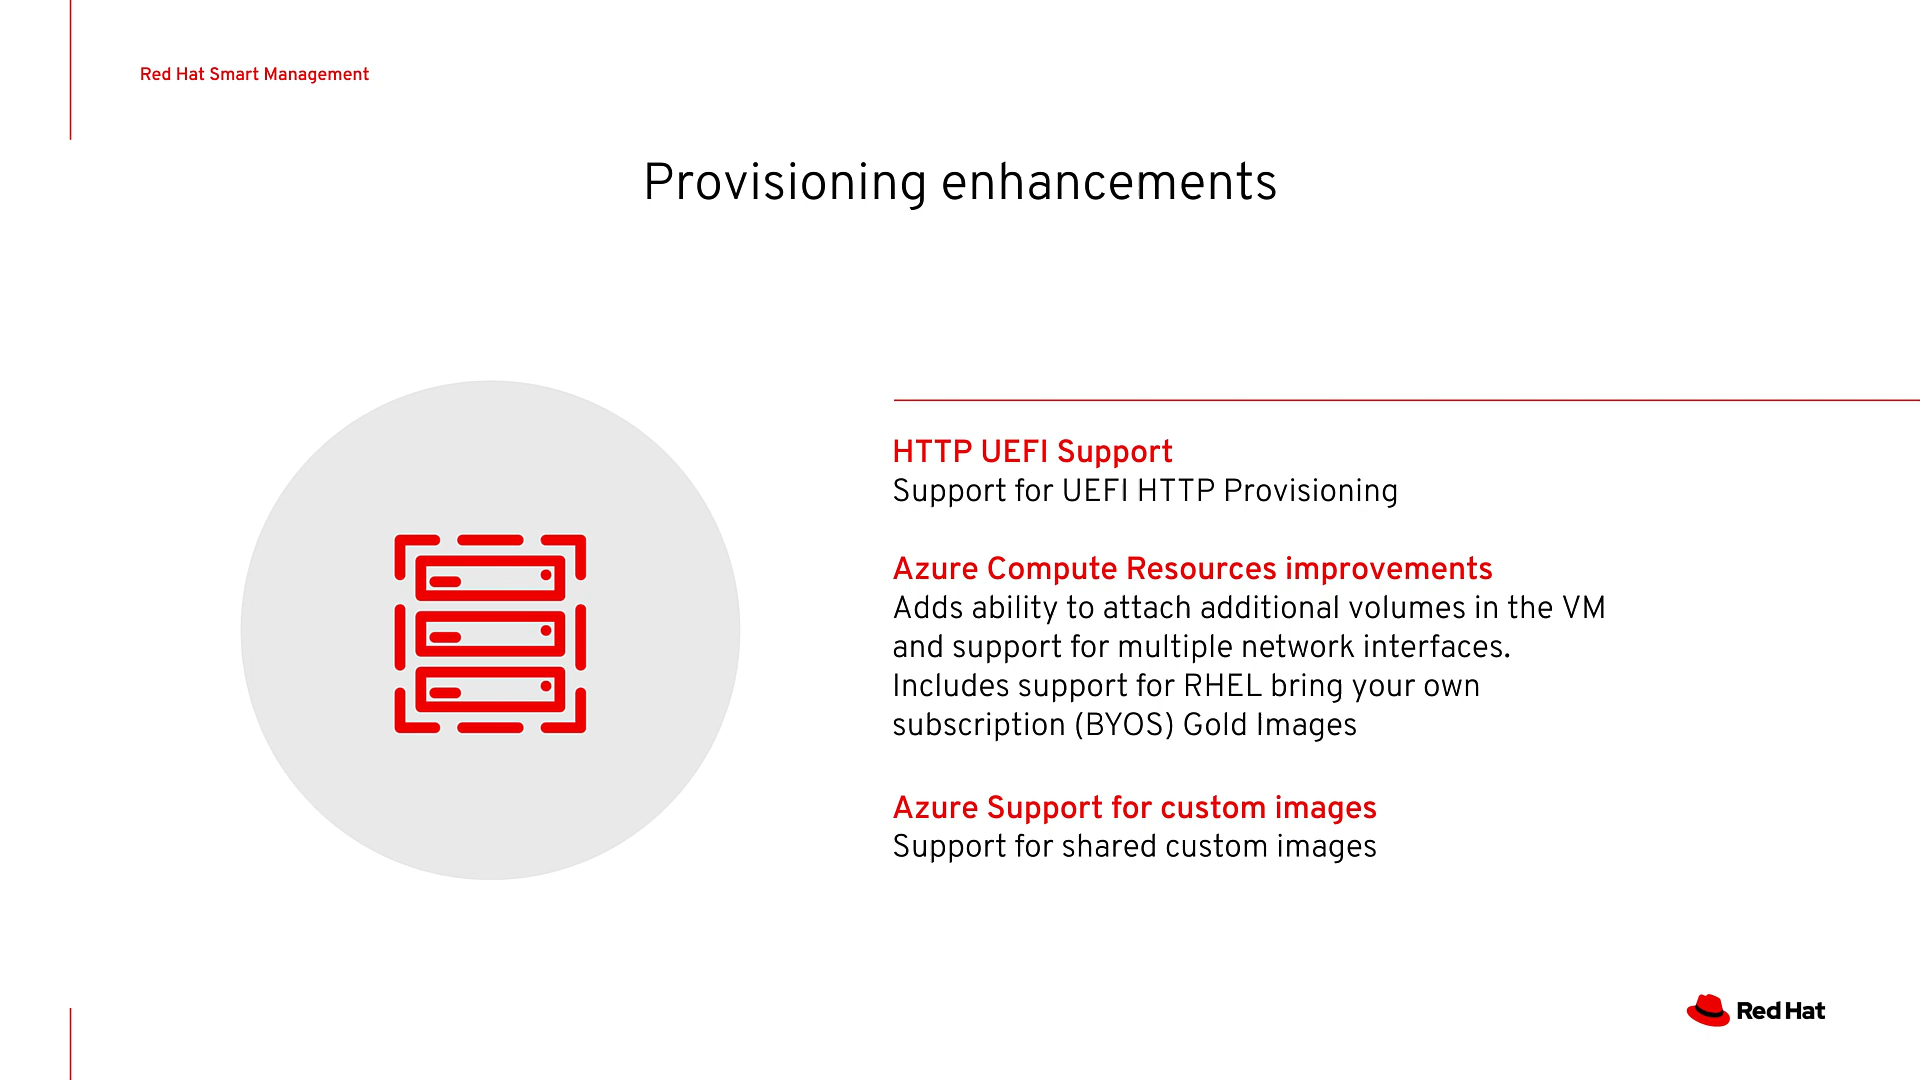 Red Hat Smart Management
Provisioning enhancements
HTTP UEFI Support
Support for UEFI HTTP Provisioning
Azure Compute Resources improvements
Adds ability to attach additional volumes in the VM
and support for multiple network interfaces.
Includes support for RHEL bring your own
subscription (BYOS) Gold Images
Azure Support for custom images
Support for shared custom images
Red Hat